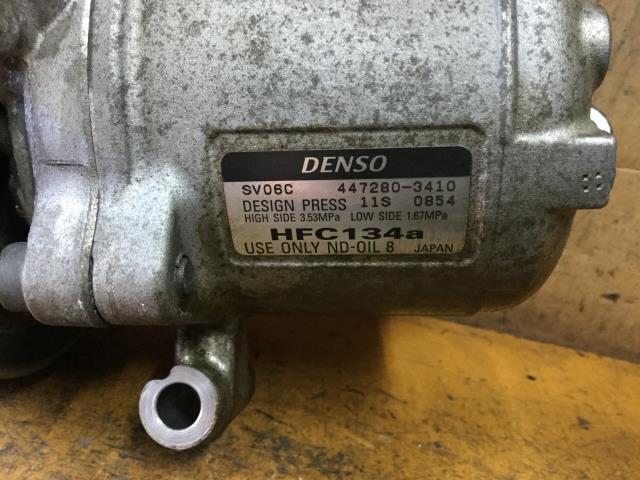 DENSO
SV06C 447280-3410
DESIGN PRESS 11S 0854
HIGH SIDE 3.53MPa LOW SIDE 1.67MPa
HFC134a
USE ONLY ND-OIL 8 JAPAN